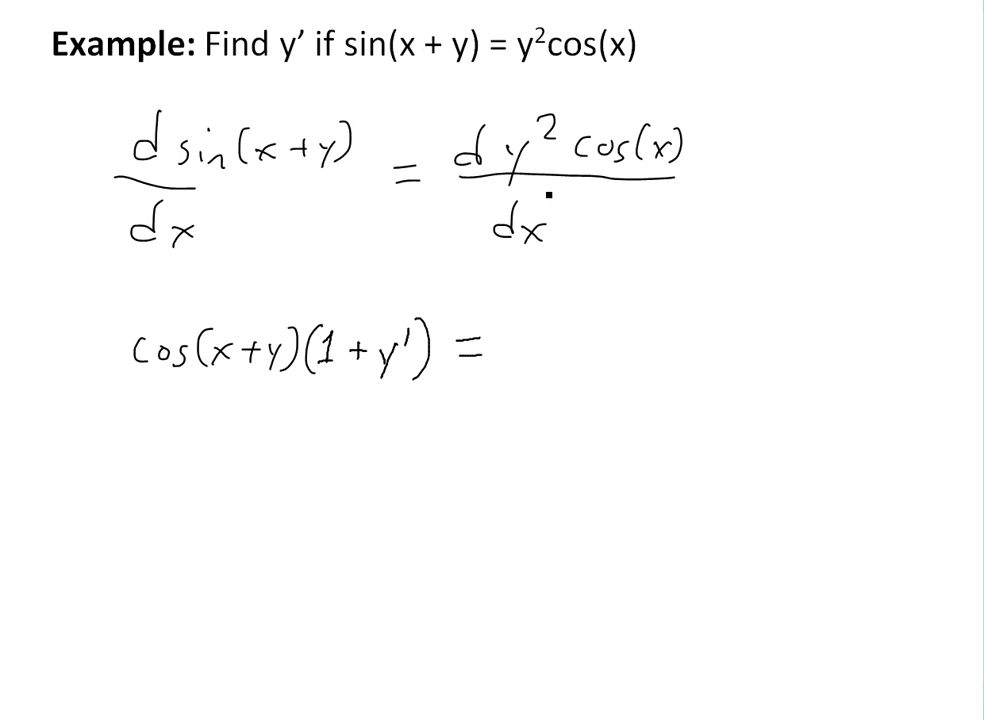 Example: Find y’ if sin(x + y) = y²cos(x)
d sin(x+y) / dx = d y² cos(x) / dx
cos(x+y)(1 + y') =